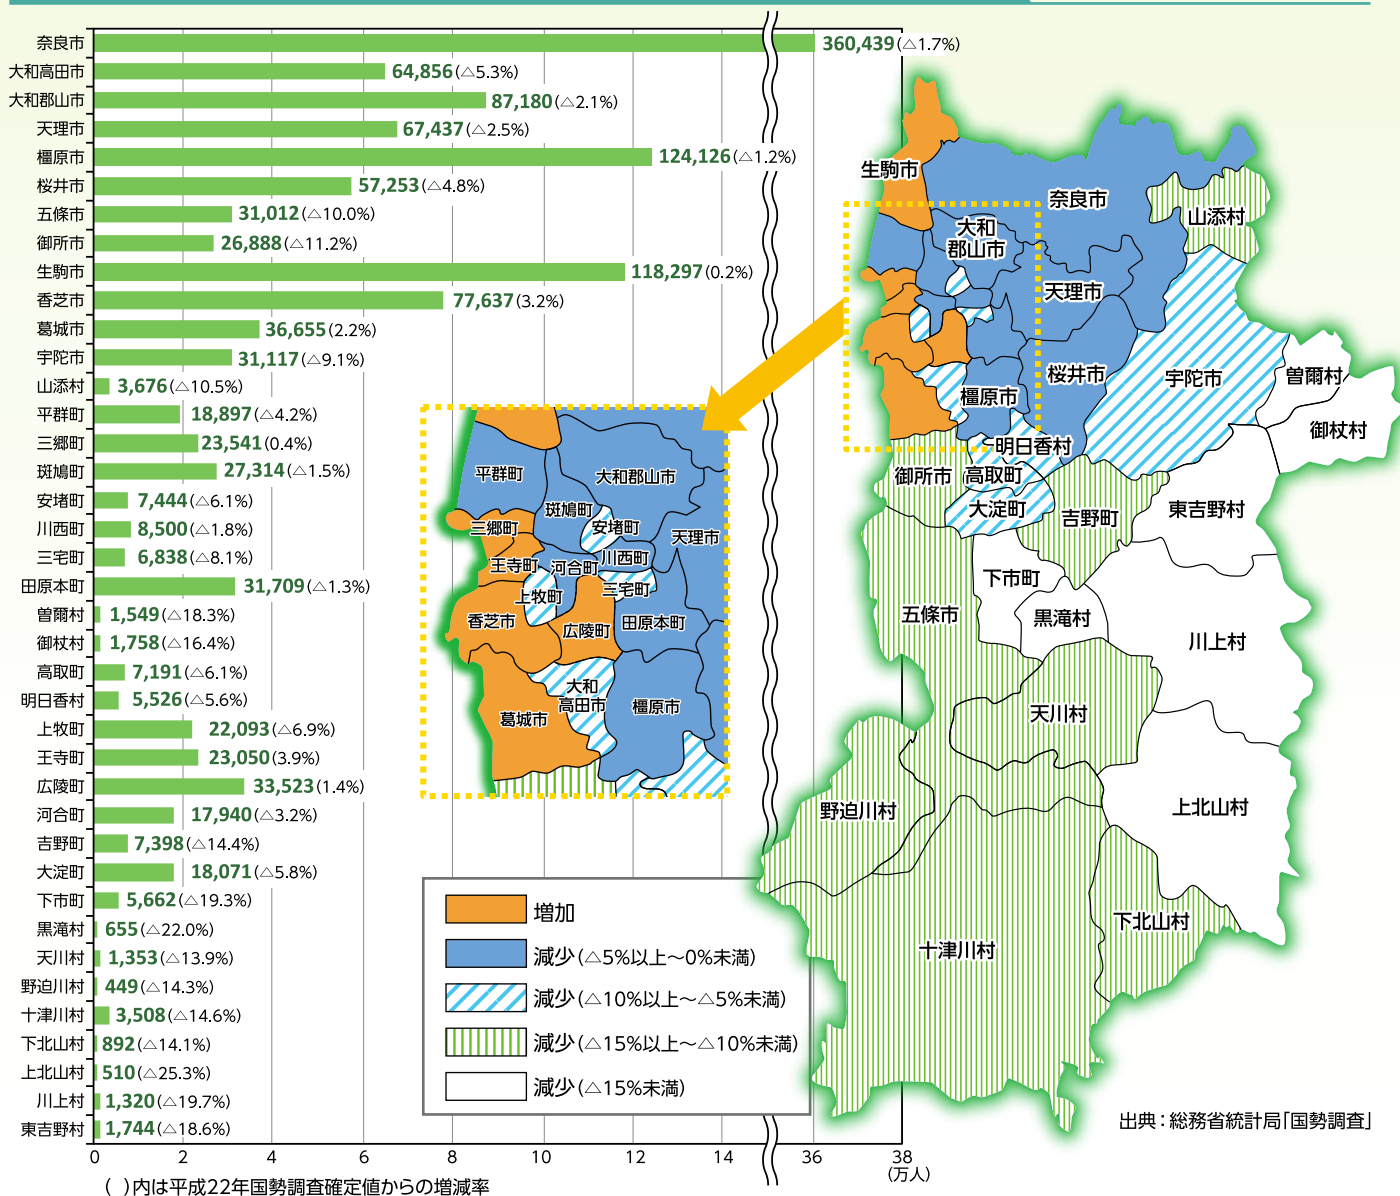 奈良市 360,439(△1.7%)
大和高田市 64,856(△5.3%)
大和郡山市 87,180(△2.1%)
天理市 67,437(△2.5%)
橿原市 124,126(△1.2%)
桜井市 57,253(△4.8%)
五條市 31,012(△10.0%)
御所市 26,888(△11.2%)
生駒市 118,297(0.2%)
香芝市 77,637(3.2%)
葛城市 36,655(2.2%)
宇陀市 31,117(△9.1%)
山添村 3,676(△10.5%)
平群町 18,897(△4.2%)
三郷町 23,541(0.4%)
斑鳩町 27,314(△1.5%)
安堵町 7,444(△6.1%)
川西町 8,500(△1.8%)
三宅町 6,838(△8.1%)
田原本町 31,709(△1.3%)
曽爾村 1,549(△18.3%)
御杖村 1,758(△16.4%)
高取町 7,191(△6.1%)
明日香村 5,526(△5.6%)
上牧町 22,093(△6.9%)
王寺町 23,050(3.9%)
広陵町 33,523(1.4%)
河合町 17,940(△3.2%)
吉野町 7,398(△14.4%)
大淀町 18,071(△5.8%)
下市町 5,662(△19.3%)
黒滝村 655(△22.0%)
天川村 1,353(△13.9%)
野迫川村 449(△14.3%)
十津川村 3,508(△14.6%)
下北山村 892(△14.1%)
上北山村 510(△25.3%)
川上村 1,320(△19.7%)
東吉野村 1,744(△18.6%)
0 2 4 6 8 10 12 14 36 38
(万人)
( )内は平成22年国勢調査確定値からの増減率
平群町
大和郡山市
斑鳩町
安堵町
三郷町
天理市
王寺町
河合町
川西町
上牧町
三宅町
香芝市
広陵町
田原本町
大和
高田市
葛城市
橿原市
増加
減少(△5%以上～0%未満)
減少(△10%以上～△5%未満)
減少(△15%以上～△10%未満)
減少(△15%未満)
生駒市
奈良市
山添村
大和
郡山市
天理市
桜井市
宇陀市
曽爾村
橿原市
御杖村
明日香村
御所市
高取町
大淀町
吉野町
東吉野村
下市町
五條市
黒滝村
川上村
天川村
野迫川村
上北山村
下北山村
十津川村
出典：総務省統計局「国勢調査」